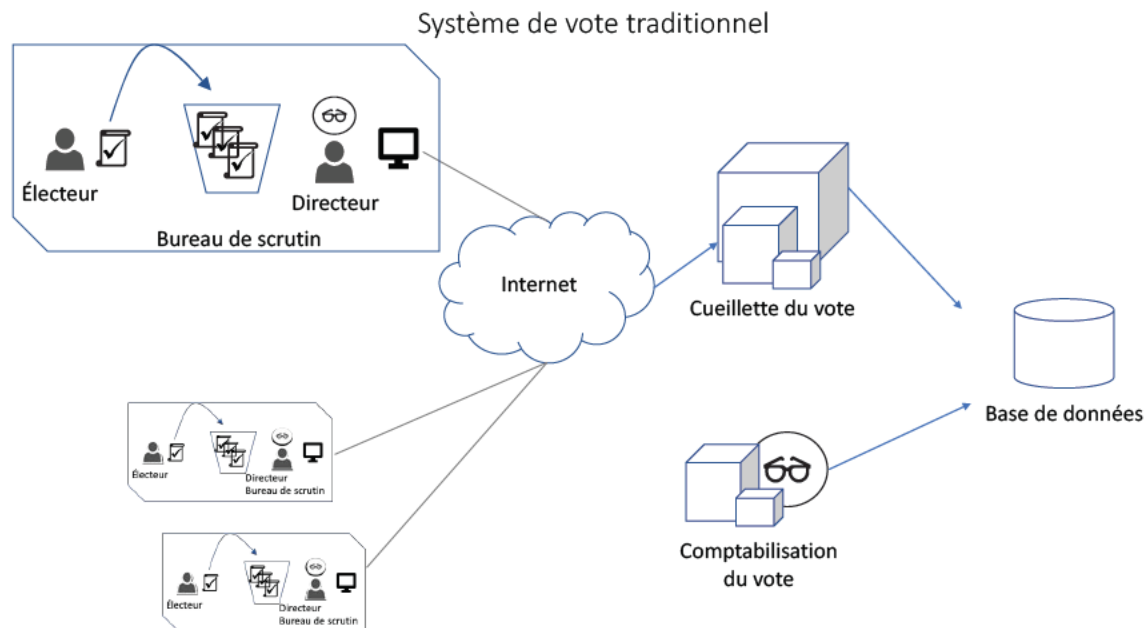 Système de vote traditionnel
Électeur
Directeur
Bureau de scrutin
Internet
Cueillette du vote
Base de données
Comptabilisation
du vote
Électeur
Directeur
Bureau de scrutin
Électeur
Directeur
Bureau de scrutin